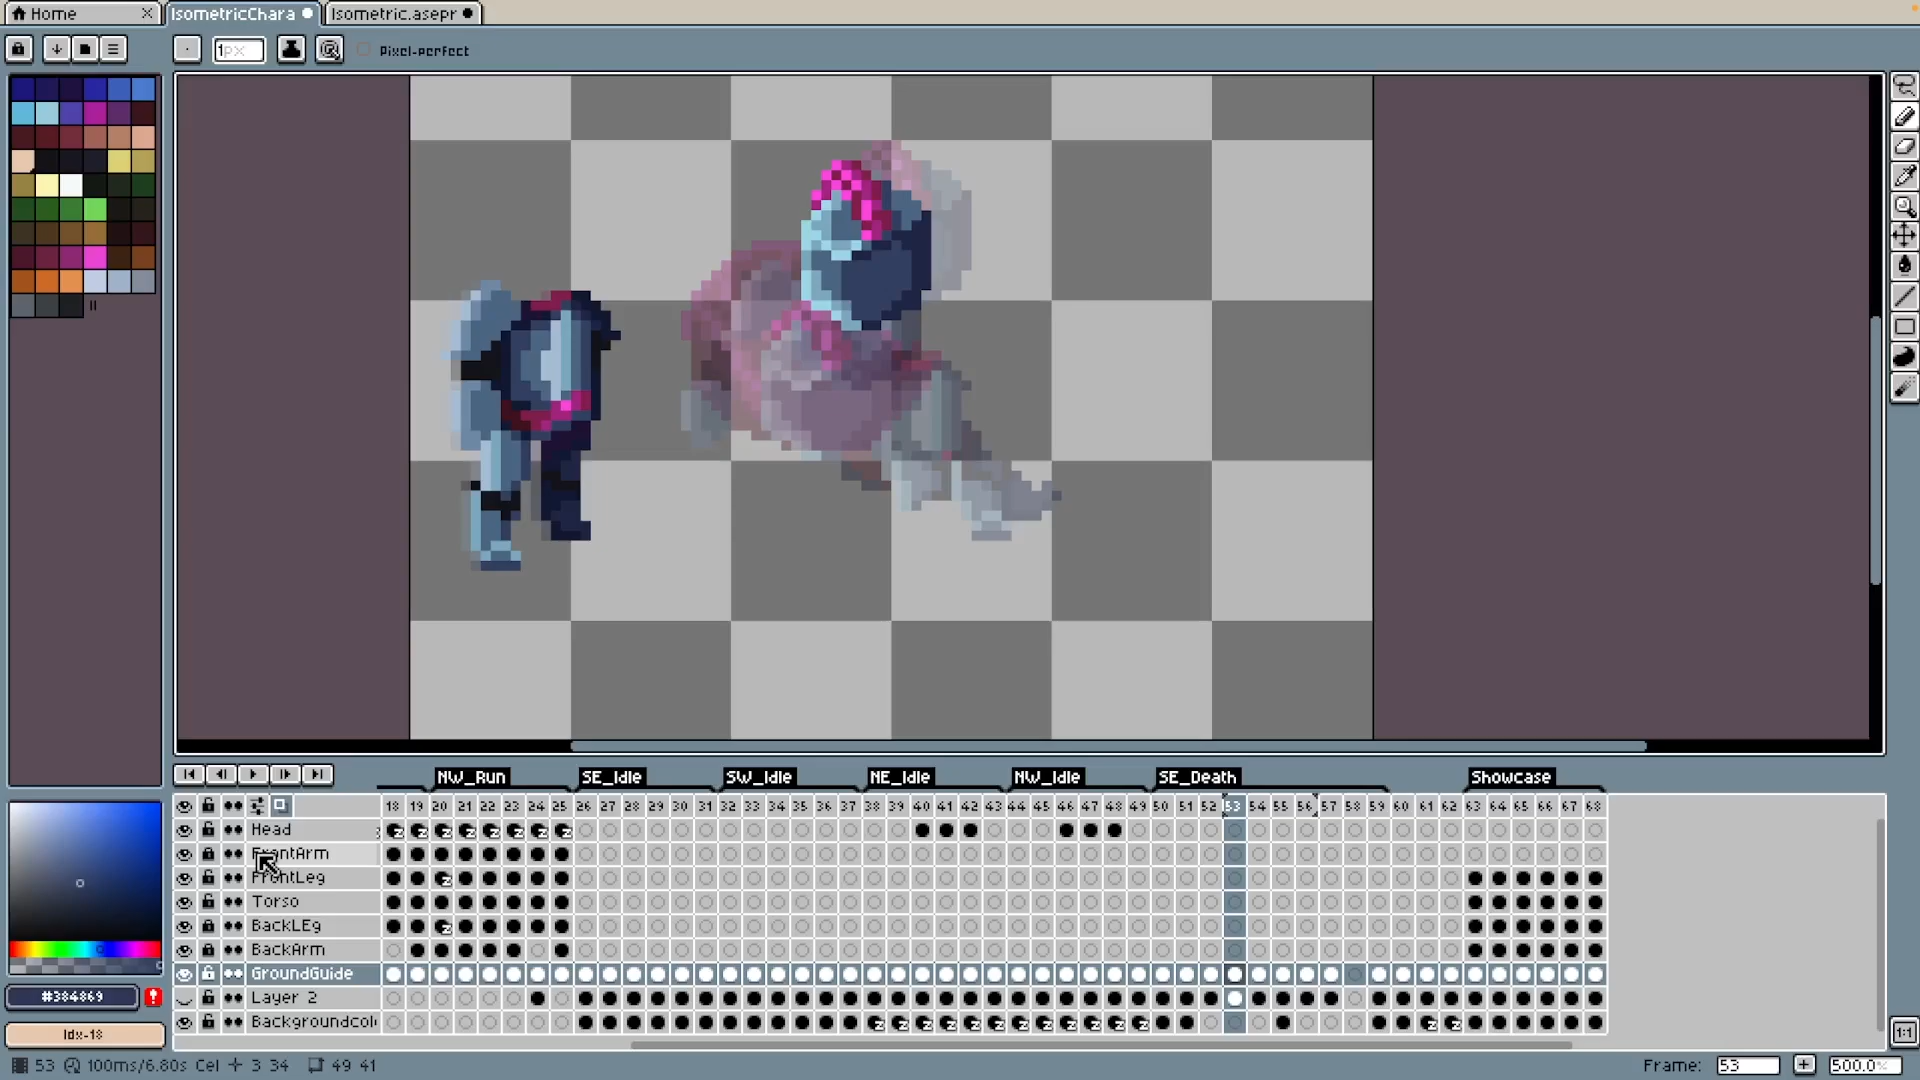 Home
IsometricChara
Isometric.asepr
1px
Pixel-perfect
NW_Run SE_Idle SW_Idle NE_Idle NW_Idle SE_Death Showcase
18 19 20 21 22 23 24 25 26 27 28 29 30 31 32 33 34 35 36 37 38 39 40 41 42 43 44 45 46 47 48 49 50 51 52 53 54 55 56 57 58 59 60 61 62 63 64 65 66 67 68
Head
FrontArm
FrontLeg
Torso
BackLEg
BackArm
GroundGuide
Layer 2
Backgroundcol
#384869
Idx-18
1:1
53 100ms/6.80s Cel 3 34 49 41
Frame: 53 500.0%